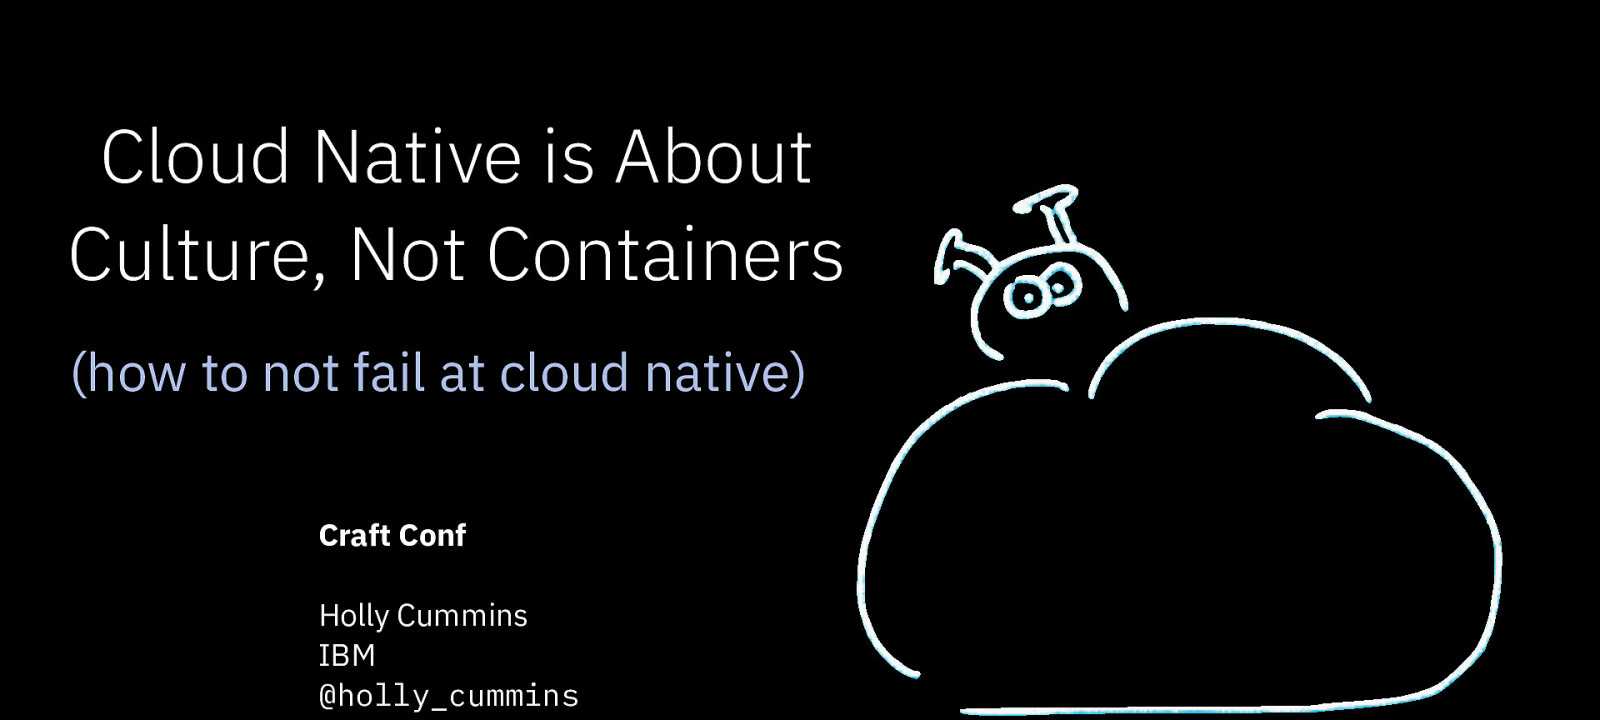 Cloud Native is About
Culture, Not Containers
(how to not fail at cloud native)
Craft Conf
Holly Cummins
IBM
@holly_cummins